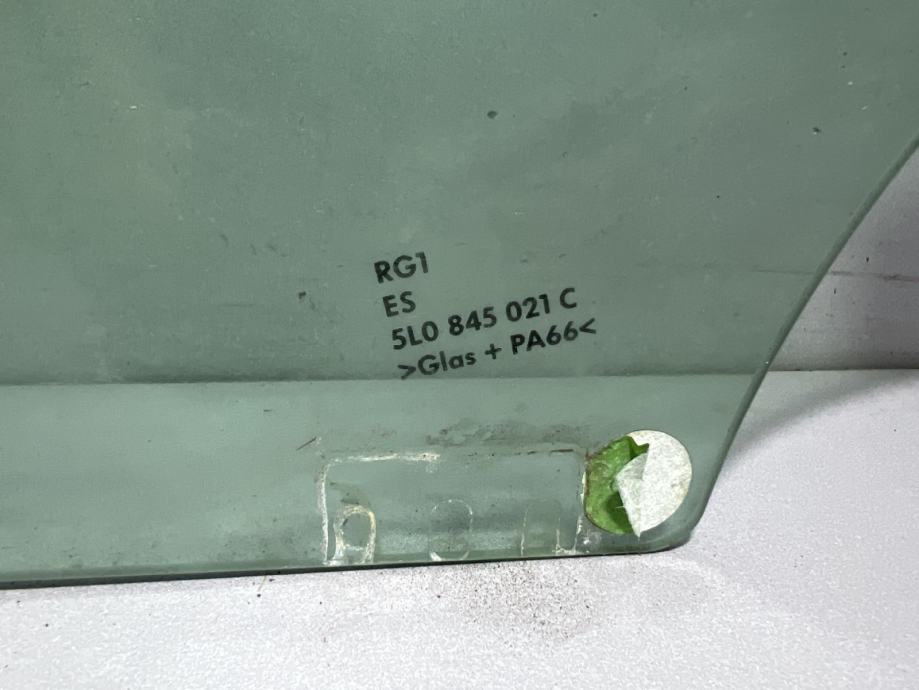 RG1
ES
5L0 845 021 C
>Glas + PA66<